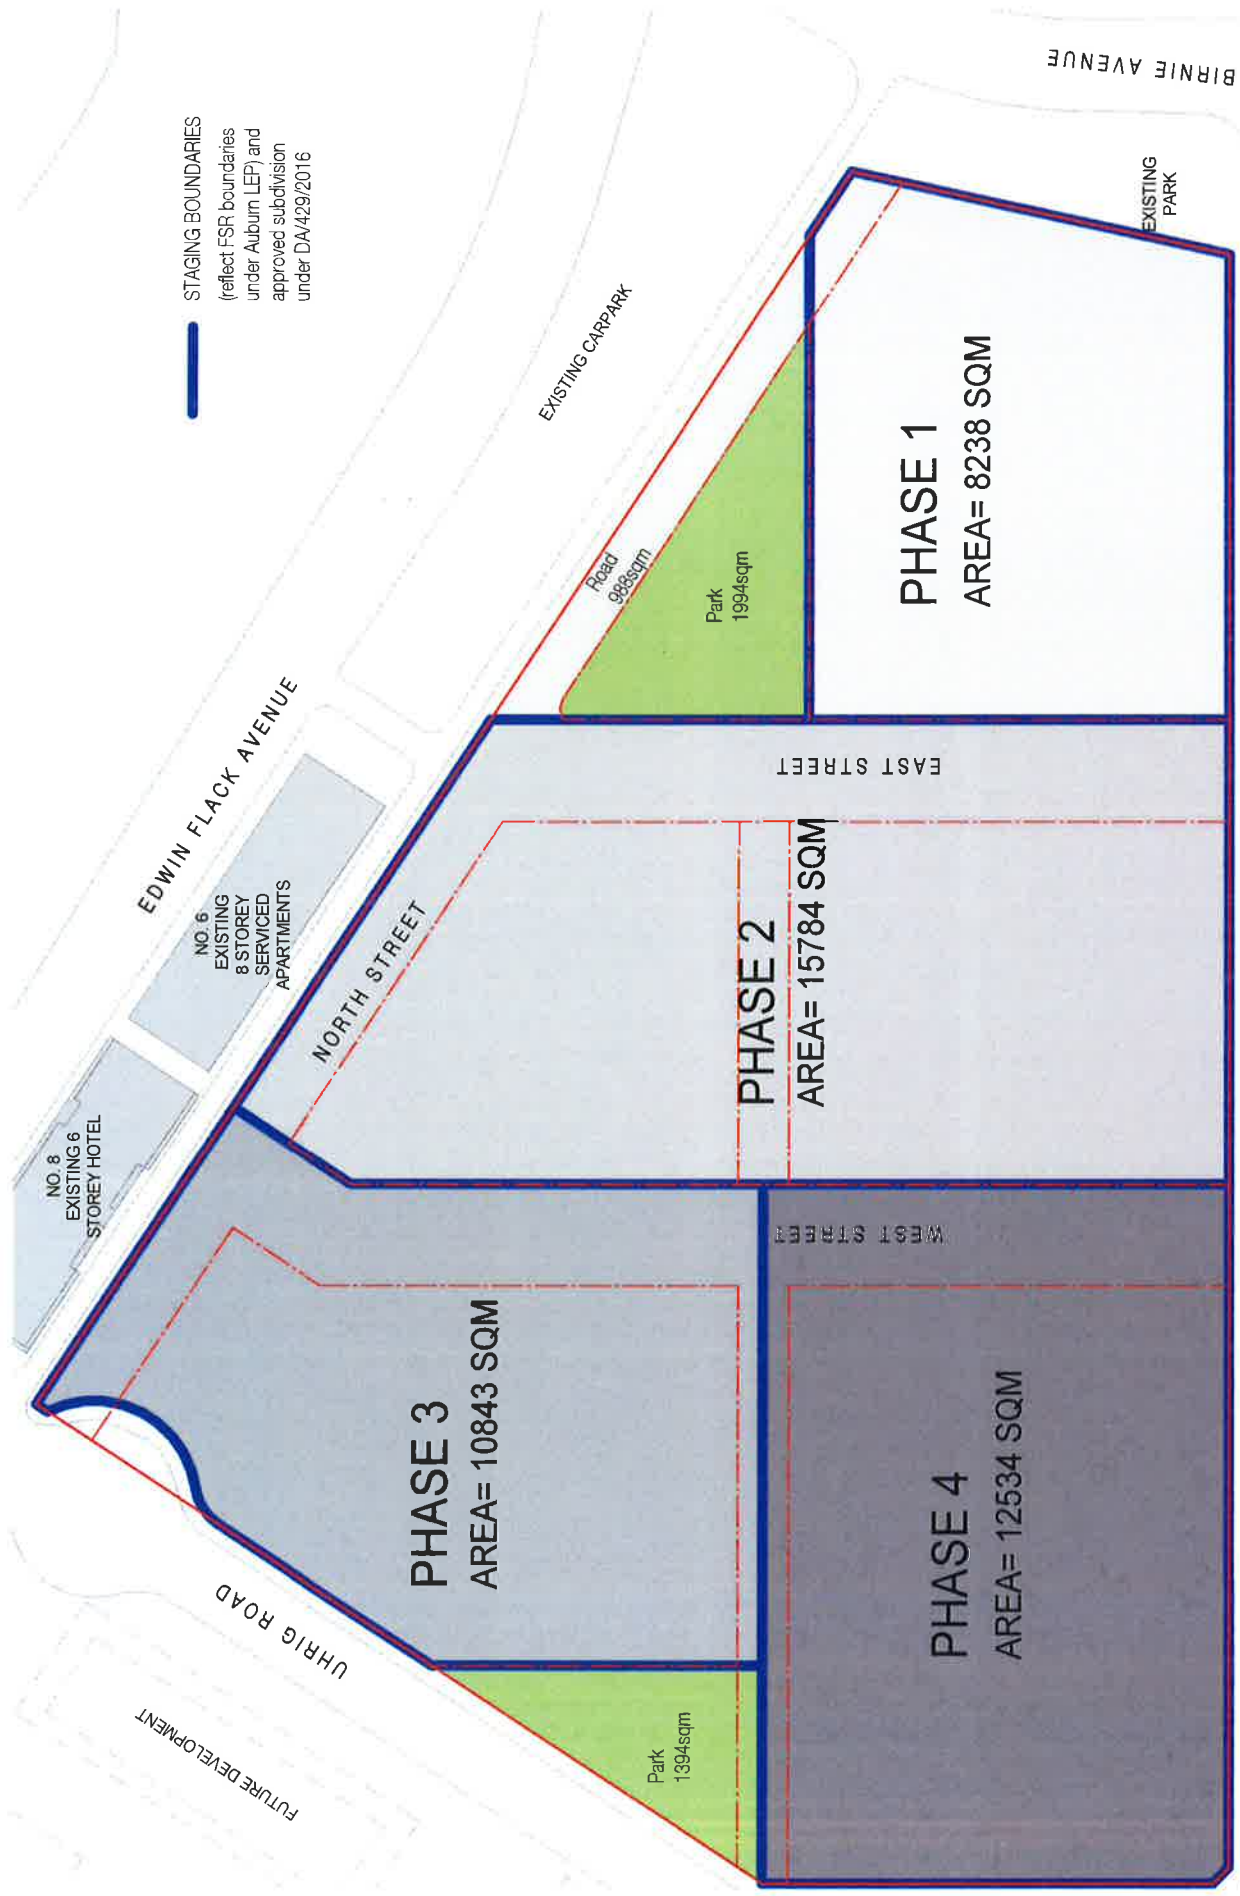 STAGING BOUNDARIES
(reflect FSR boundaries
under Auburn LEP) and
approved subdivision
under DA/429/2016
BIRNIE AVENUE
EXISTING
PARK
EXISTING CARPARK
EDWIN FLACK AVENUE
NO. 6
EXISTING
8 STOREY
SERVICED
APARTMENTS
NO. 8
EXISTING 6
STOREY HOTEL
Road
988sqm
Park
1994sqm
PHASE 1
AREA= 8238 SQM
EAST STREET
NORTH STREET
PHASE 2
AREA= 15784 SQM
WEST STREET
PHASE 3
AREA= 10843 SQM
PHASE 4
AREA= 12534 SQM
UHRIG ROAD
FUTURE DEVELOPMENT
Park
1394sqm